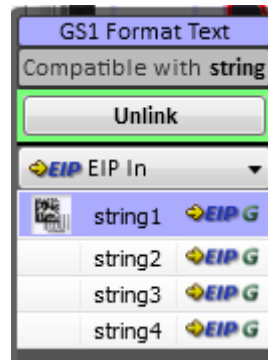 GS1 Format Text
Compatible with string
Unlink
EIP EIP In
string1 EIP G
string2 EIP G
string3 EIP G
string4 EIP G